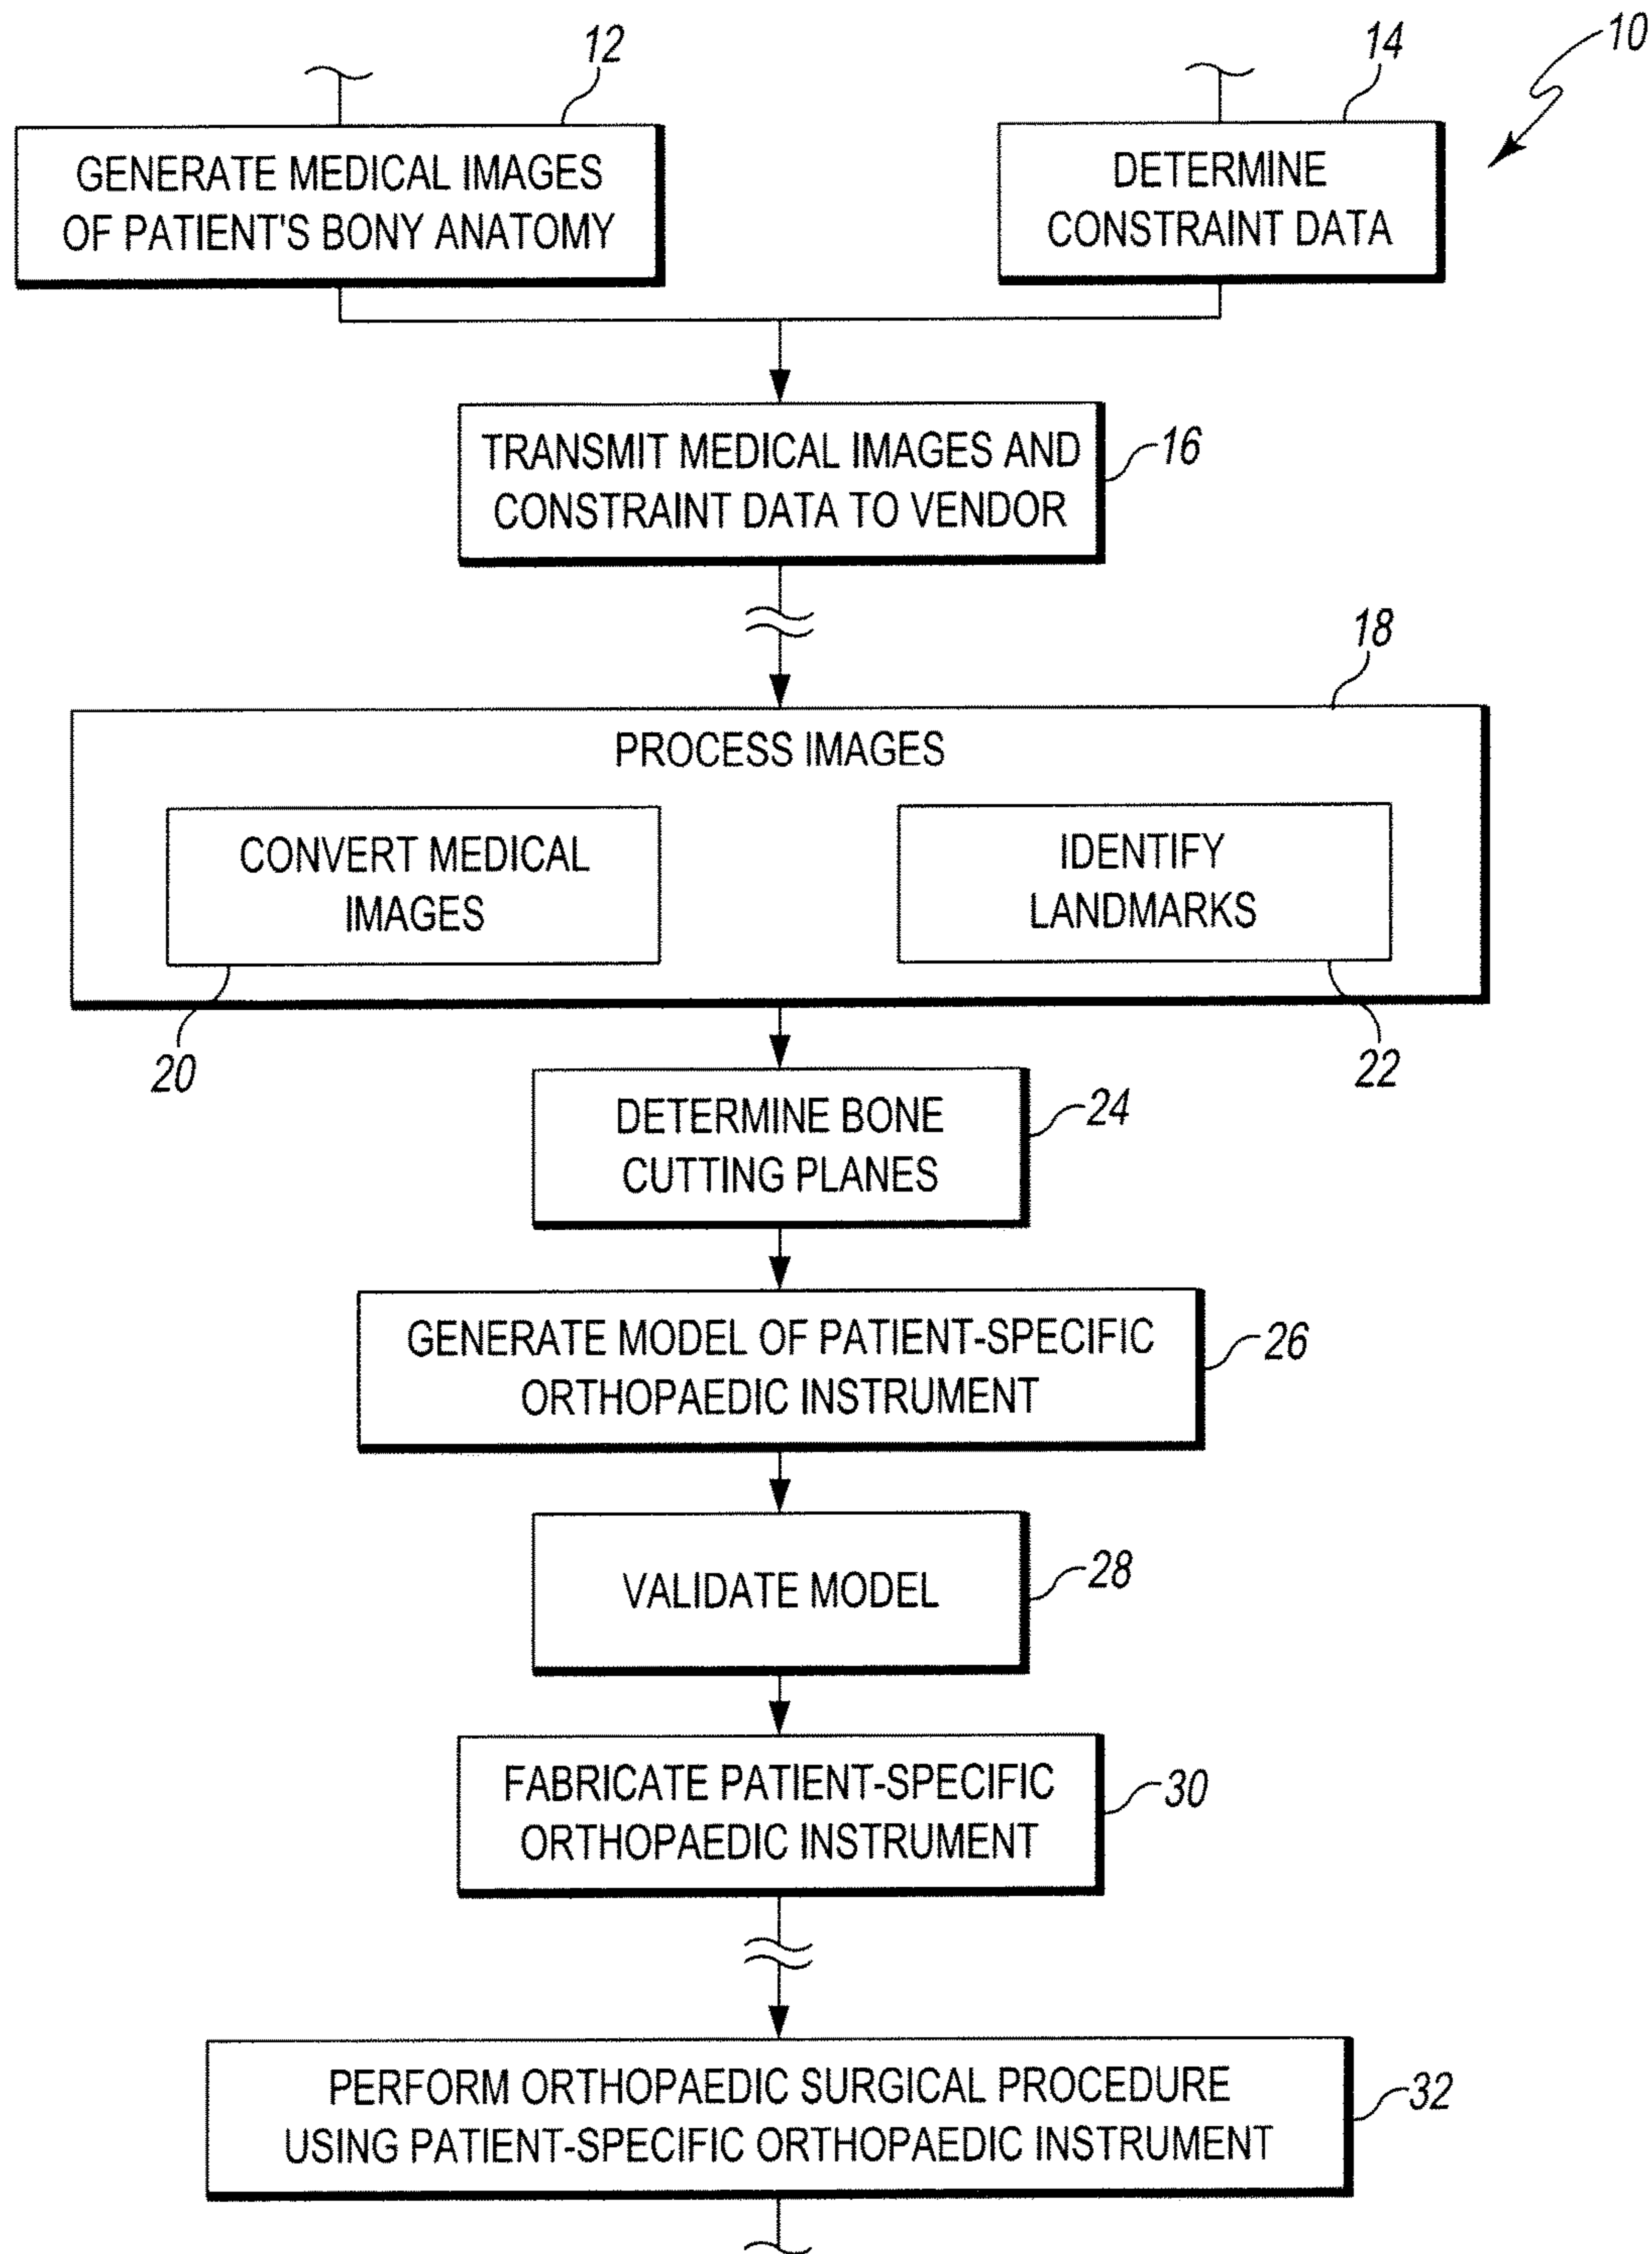 10
12
14
GENERATE MEDICAL IMAGES
OF PATIENT'S BONY ANATOMY
DETERMINE
CONSTRAINT DATA
TRANSMIT MEDICAL IMAGES AND
CONSTRAINT DATA TO VENDOR
16
18
PROCESS IMAGES
CONVERT MEDICAL
IMAGES
IDENTIFY
LANDMARKS
20
22
DETERMINE BONE
CUTTING PLANES
24
GENERATE MODEL OF PATIENT-SPECIFIC
ORTHOPAEDIC INSTRUMENT
26
VALIDATE MODEL
28
FABRICATE PATIENT-SPECIFIC
ORTHOPAEDIC INSTRUMENT
30
PERFORM ORTHOPAEDIC SURGICAL PROCEDURE
USING PATIENT-SPECIFIC ORTHOPAEDIC INSTRUMENT
32